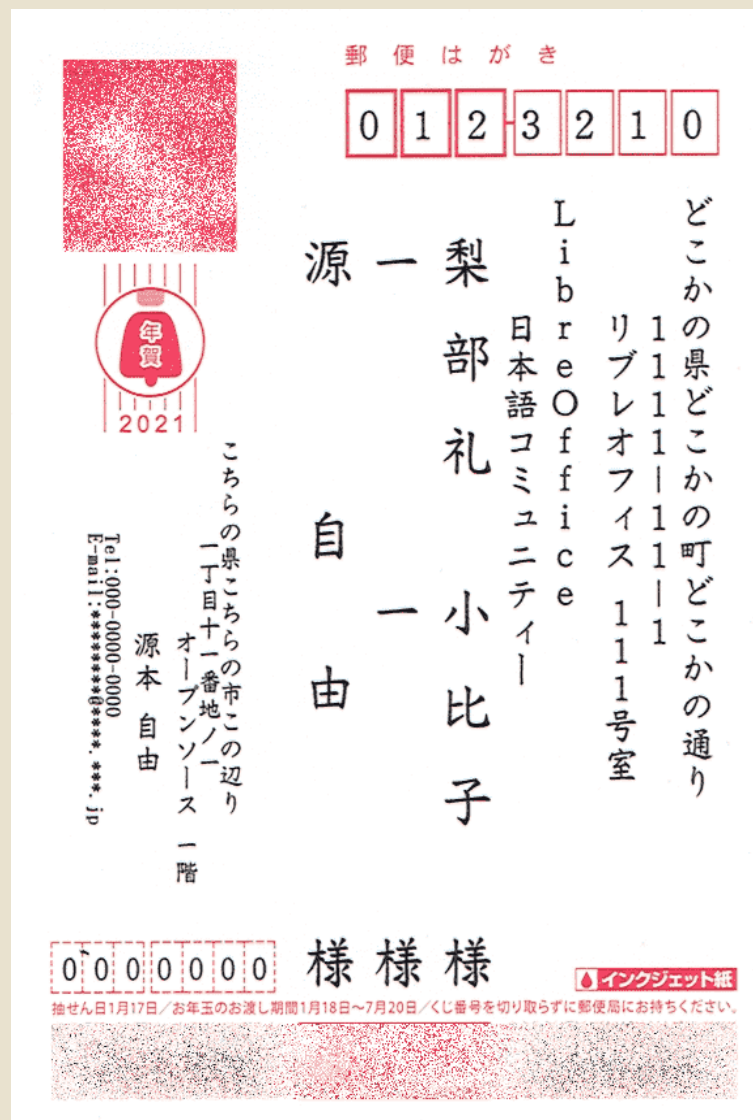 郵便はがき
0123210
どこかの県どこかの町どこかの通り
1111ー11ー1
リブレオフィス 111号室
LibreOffice
日本語コミュニティー
梨部礼 小比子 様
一 一 様
源 自由 様
年賀
2021
こちらの県こちらの市この辺り
一丁目十一番地ノ一
オープンソース 一階
源本 自由
Tel:000-0000-0000
E-mail:********@****.***.jp
0000000
インクジェット紙
抽せん日1月17日／お年玉のお渡し期間1月18日～7月20日／くじ番号を切り取らずに郵便局にお持ちください。